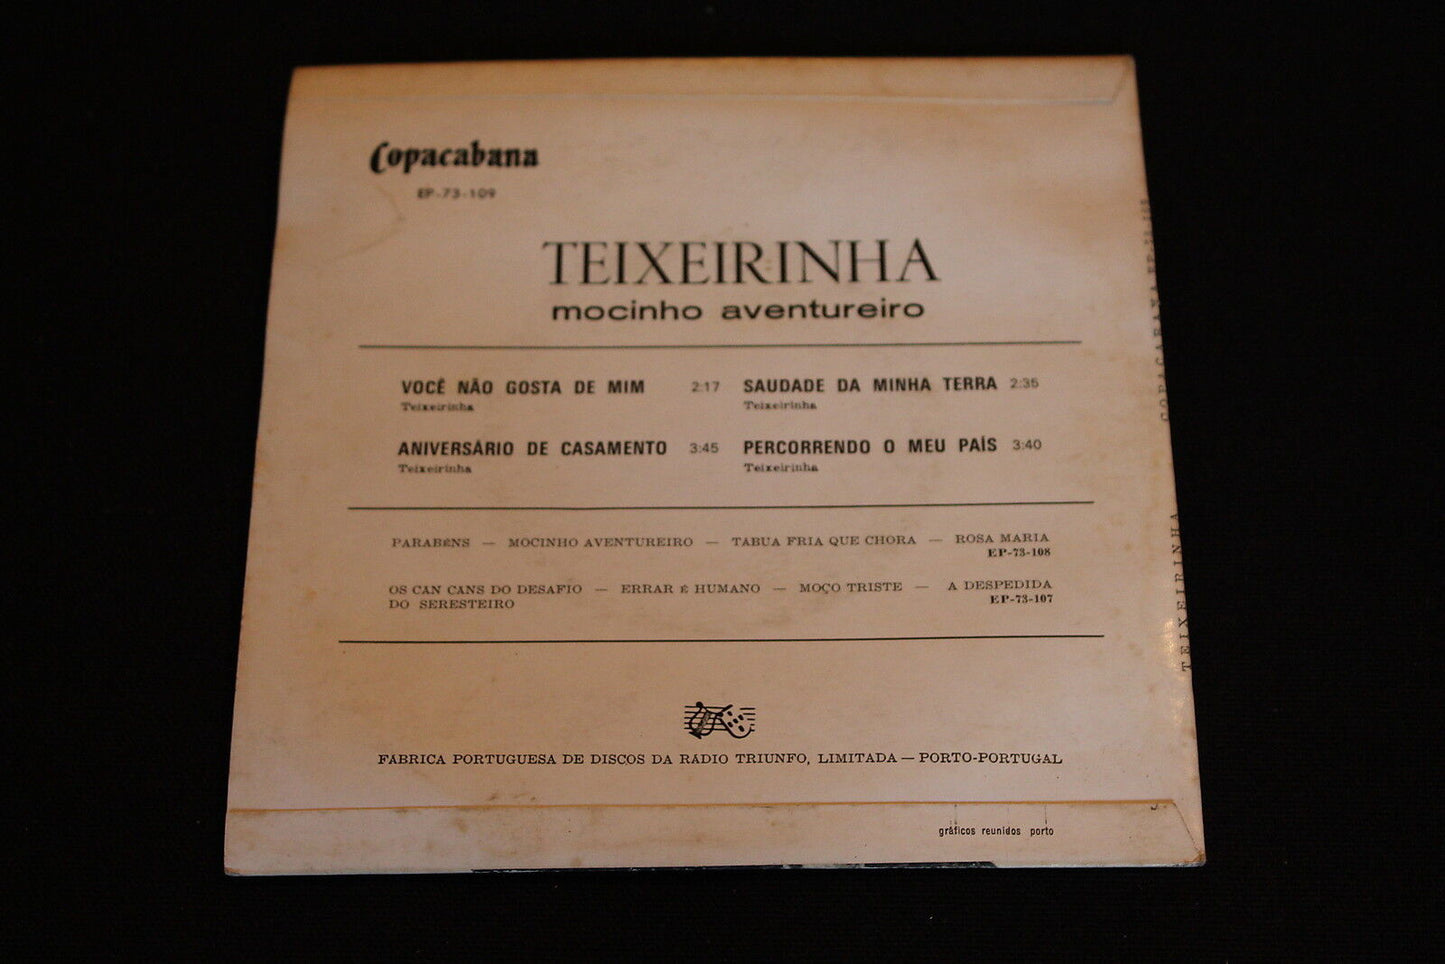 Copacabana
EP-73-109
TEIXEIRINHA
mocinho aventureiro
VOCÊ NÃO GOSTA DE MIM 2:17
Teixeirinha
ANIVERSÁRIO DE CASAMENTO 3:45
Teixeirinha
SAUDADE DA MINHA TERRA 2:35
Teixeirinha
PERCORRENDO O MEU PAÍS 3:40
Teixeirinha
PARABÉNS — MOCINHO AVENTUREIRO — TABUA FRIA QUE CHORA — ROSA MARIA
EP-73-108
OS CAN CANS DO DESAFIO — ERRAR É HUMANO — MOÇO TRISTE — A DESPEDIDA
DO SERESTEIRO EP-73-107
FÁBRICA PORTUGUESA DE DISCOS DA RÁDIO TRIUNFO, LIMITADA — PORTO-PORTUGAL
gráficos reunidos porto
TEIXEIRINHA COPACABANA